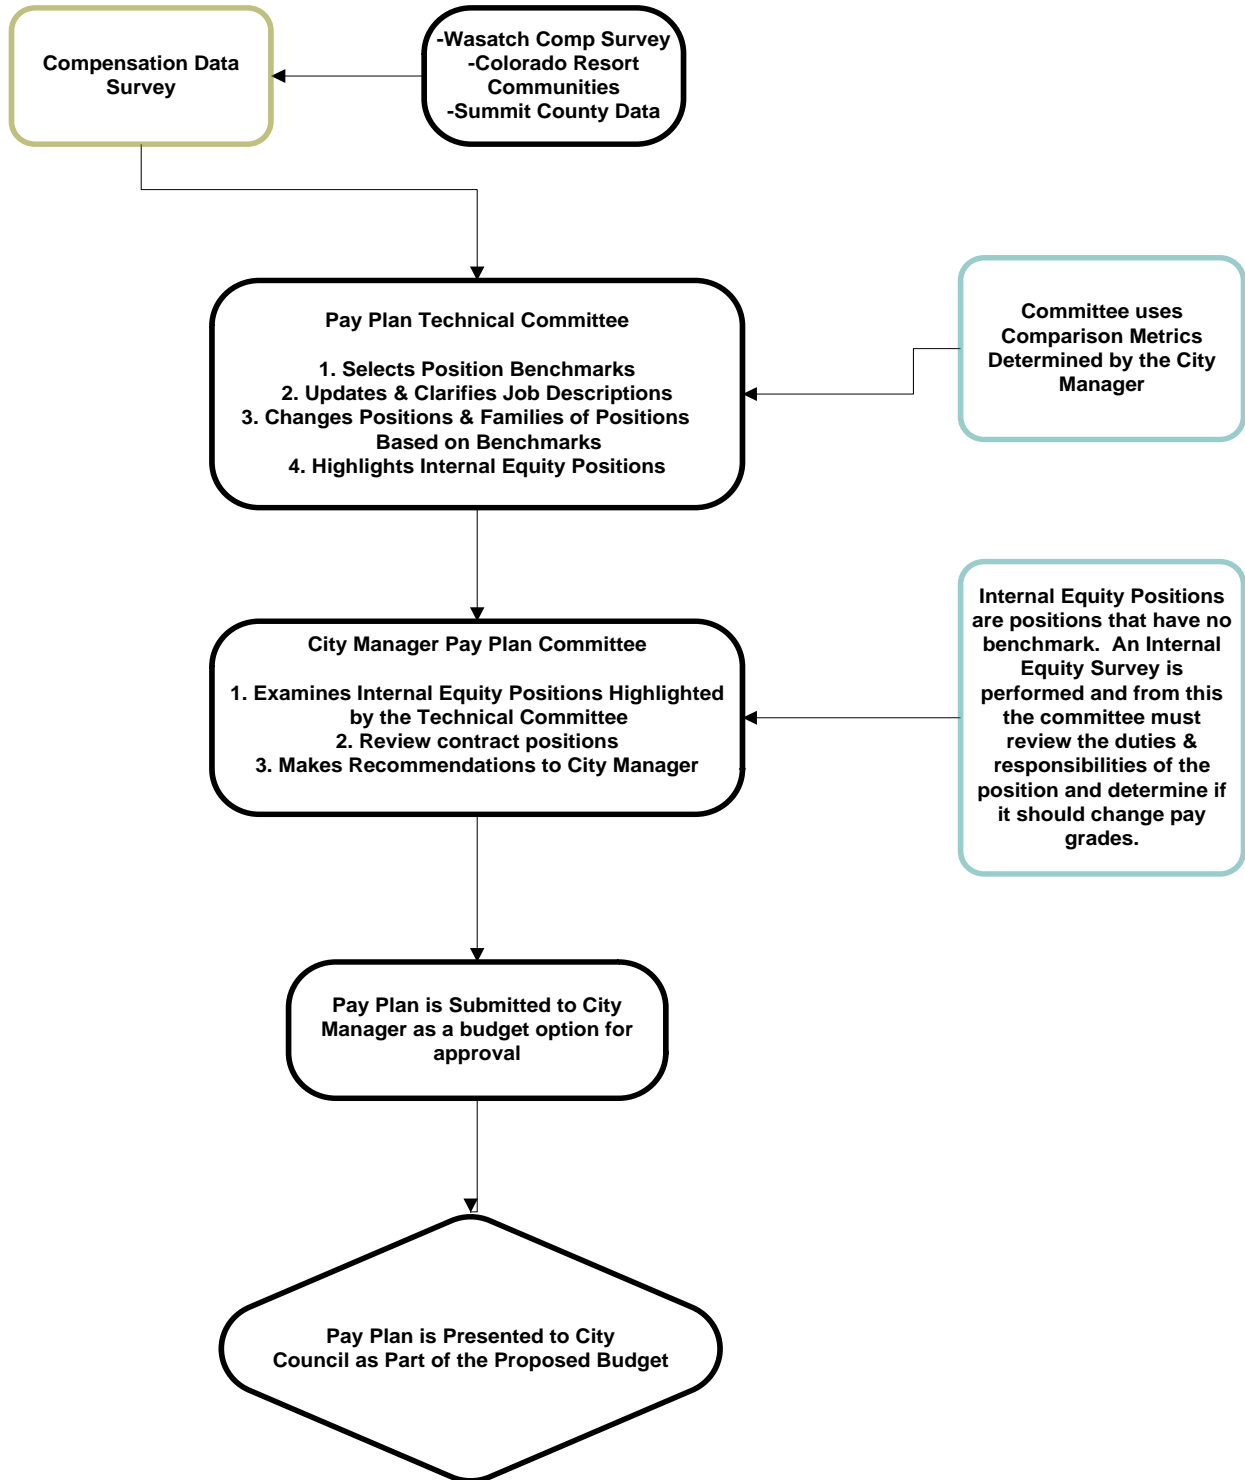 Compensation Data
Survey
-Wasatch Comp Survey
-Colorado Resort
Communities
-Summit County Data
Pay Plan Technical Committee
1. Selects Position Benchmarks
2. Updates & Clarifies Job Descriptions
3. Changes Positions & Families of Positions
Based on Benchmarks
4. Highlights Internal Equity Positions
Committee uses
Comparison Metrics
Determined by the City
Manager
City Manager Pay Plan Committee
1. Examines Internal Equity Positions Highlighted
by the Technical Committee
2. Review contract positions
3. Makes Recommendations to City Manager
Internal Equity Positions
are positions that have no
benchmark.  An Internal
Equity Survey is
performed and from this
the committee must
review the duties &
responsibilities of the
position and determine if
it should change pay
grades.
Pay Plan is Submitted to City
Manager as a budget option for
approval
Pay Plan is Presented to City
Council as Part of the Proposed Budget